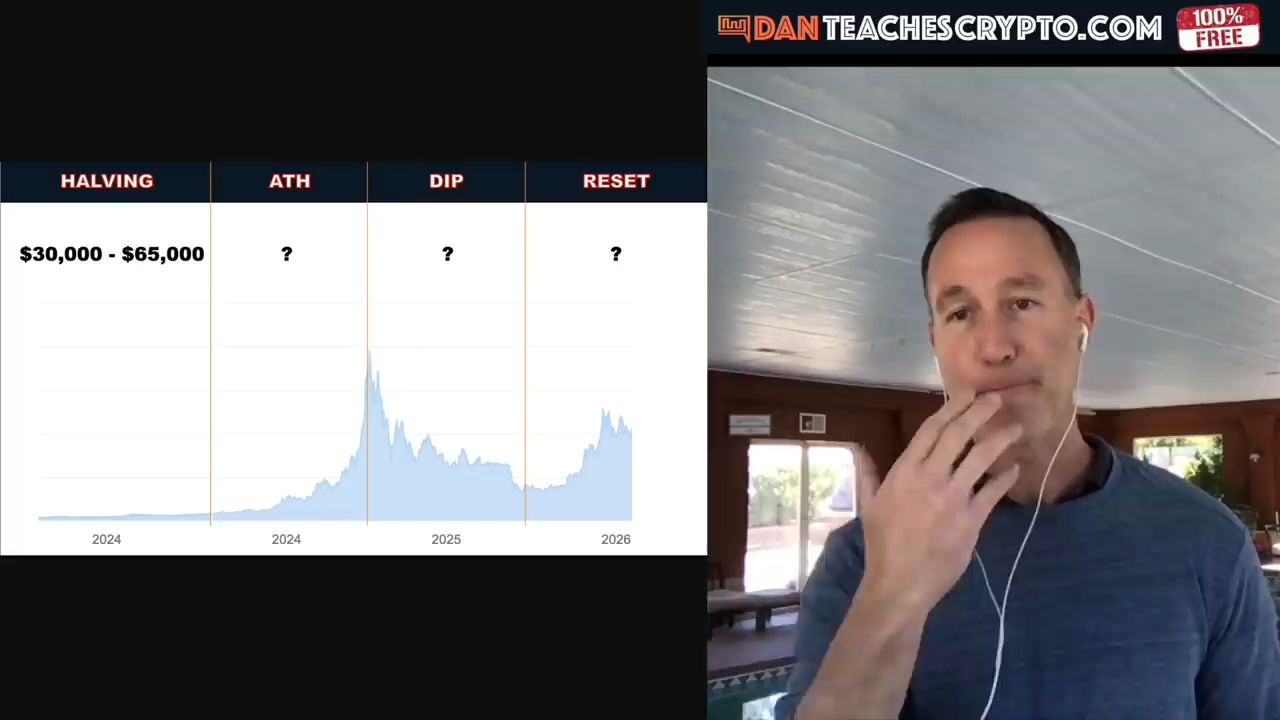 DANTEACHESCRYPTO.COM
100%
FREE
HALVING ATH DIP RESET
$30,000 - $65,000 ? ? ?
2024 2024 2025 2026